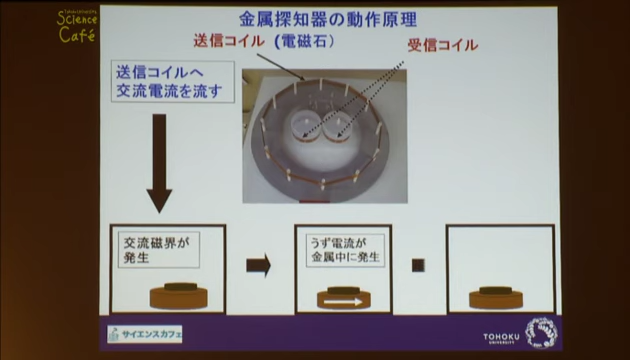 Tohoku University
Science
Café
金属探知器の動作原理
送信コイル (電磁石)
受信コイル
送信コイルへ
交流電流を流す
交流磁界が
発生
うず電流が
金属中に発生
サイエンスカフェ
TOHOKU
UNIVERSITY